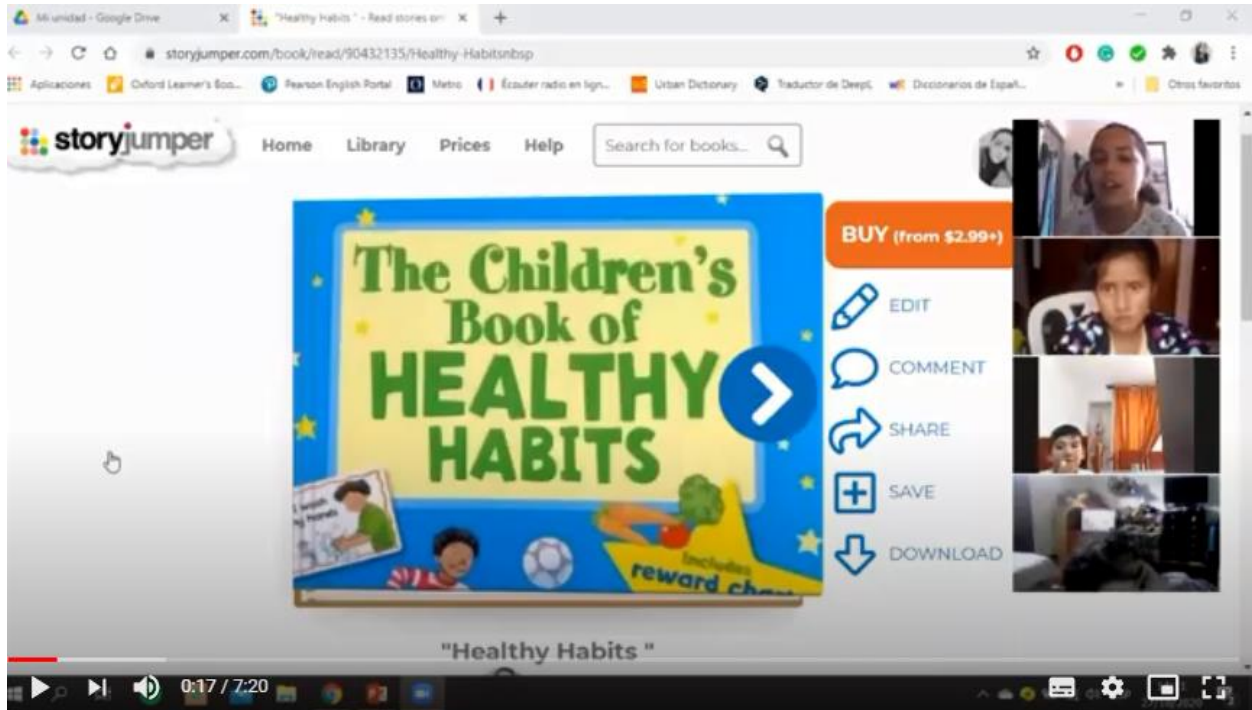 Mi unidad - Google Drive
"Healthy Habits " - Read stories on
storyjumper.com/book/read/90432135/Healthy-Habitsnbsp
Aplicaciones Oxford Learner's Boo... Pearson English Portal Metro Écouter radio en lign... Urban Dictionary Traductor de DeepL Diccionarios de Españ... Otros favoritos
storyjumper Home Library Prices Help Search for books...
The Children's
Book of
HEALTHY
HABITS
Includes
reward
BUY (from $2.99+)
EDIT
COMMENT
SHARE
SAVE
DOWNLOAD
"Healthy Habits "
0:17 / 7:20